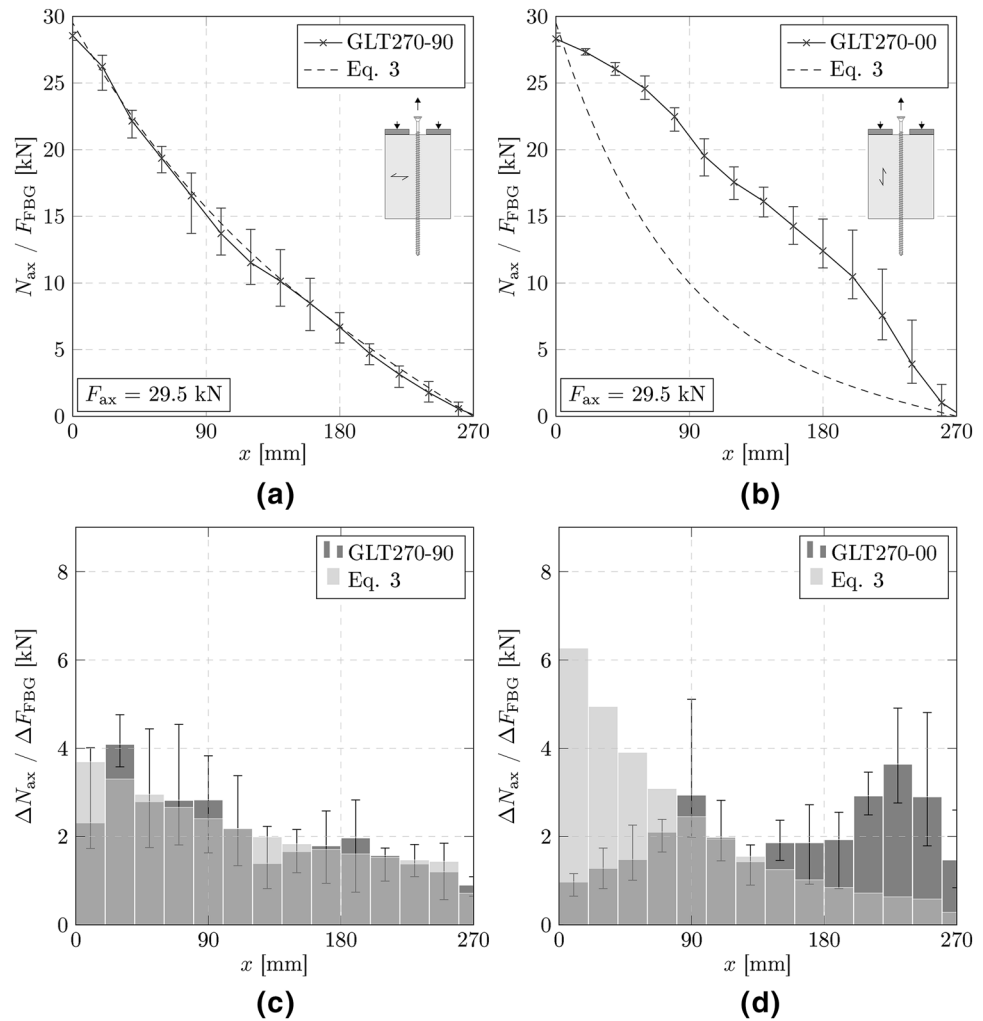 30
25
20
15
10
5
0
0
90
180
270
N_ax / F_FBG [kN]
x [mm]
GLT270-90
Eq. 3
F_ax = 29.5 kN
(a)
30
25
20
15
10
5
0
0
90
180
270
N_ax / F_FBG [kN]
x [mm]
GLT270-00
Eq. 3
F_ax = 29.5 kN
(b)
8
6
4
2
0
0
90
180
270
ΔN_ax / ΔF_FBG [kN]
x [mm]
GLT270-90
Eq. 3
(c)
8
6
4
2
0
0
90
180
270
ΔN_ax / ΔF_FBG [kN]
x [mm]
GLT270-00
Eq. 3
(d)